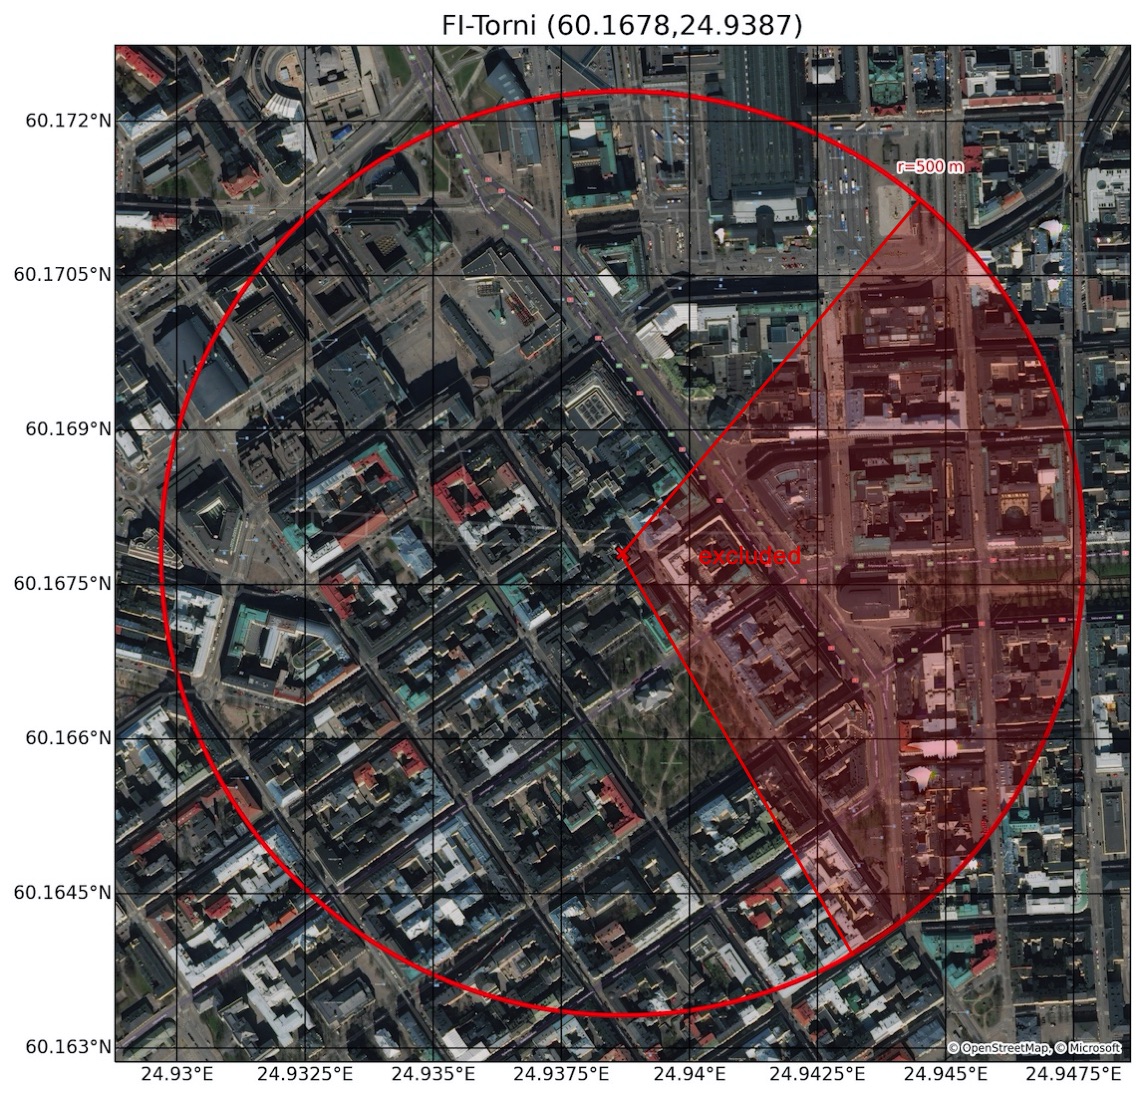 FI-Torni (60.1678,24.9387)
60.172°N
r=500 m
60.1705°N
60.169°N
excluded
60.1675°N
60.166°N
60.1645°N
60.163°N
© OpenStreetMap, © Microsoft
24.93°E 24.9325°E 24.935°E 24.9375°E 24.94°E 24.9425°E 24.945°E 24.9475°E